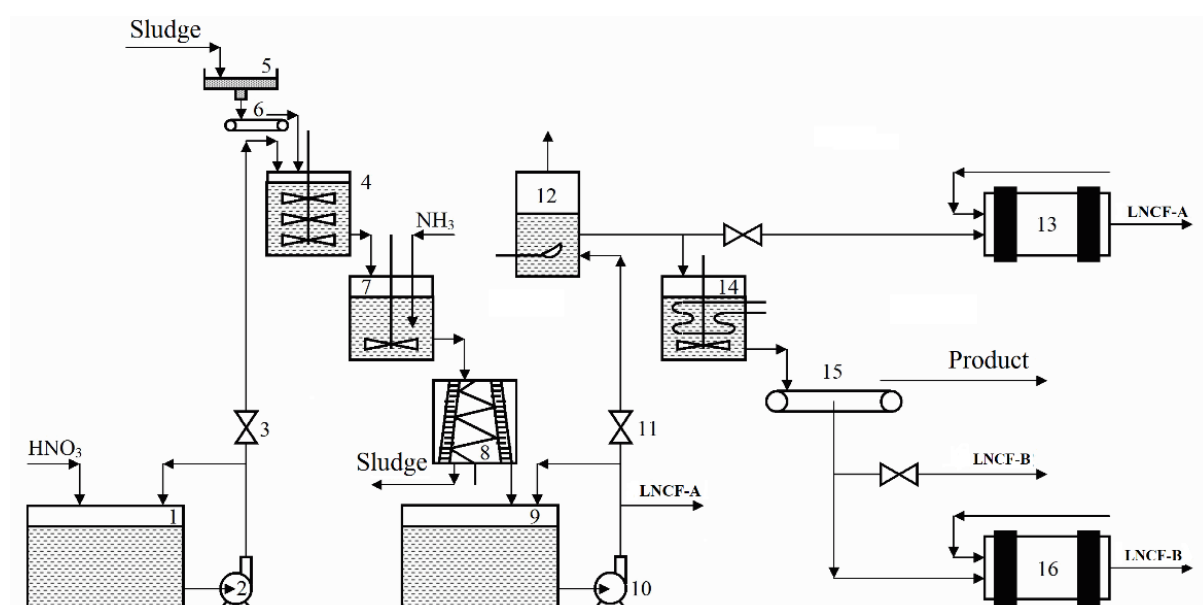 Sludge
5
6
4
12
13
LNCF-A
NH₃
7
14
15
Product
3
11
HNO₃
8
Sludge
LNCF-B
LNCF-A
1
9
2
10
16
LNCF-B